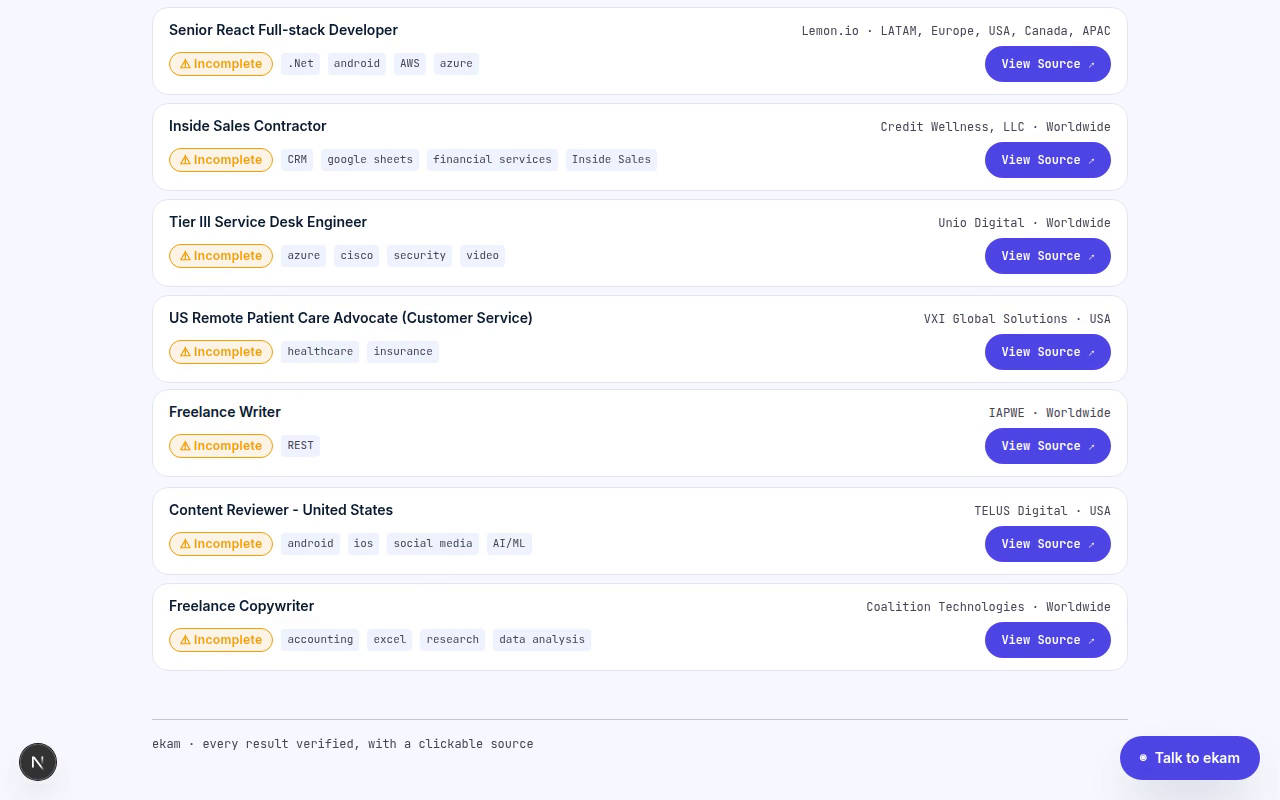 Senior React Full-stack Developer
Lemon.io · LATAM, Europe, USA, Canada, APAC
⚠ Incomplete .Net android AWS azure
View Source ↗
Inside Sales Contractor
Credit Wellness, LLC · Worldwide
⚠ Incomplete CRM google sheets financial services Inside Sales
View Source ↗
Tier III Service Desk Engineer
Unio Digital · Worldwide
⚠ Incomplete azure cisco security video
View Source ↗
US Remote Patient Care Advocate (Customer Service)
VXI Global Solutions · USA
⚠ Incomplete healthcare insurance
View Source ↗
Freelance Writer
IAPWE · Worldwide
⚠ Incomplete REST
View Source ↗
Content Reviewer - United States
TELUS Digital · USA
⚠ Incomplete android ios social media AI/ML
View Source ↗
Freelance Copywriter
Coalition Technologies · Worldwide
⚠ Incomplete accounting excel research data analysis
View Source ↗
ekam · every result verified, with a clickable source
N
Talk to ekam